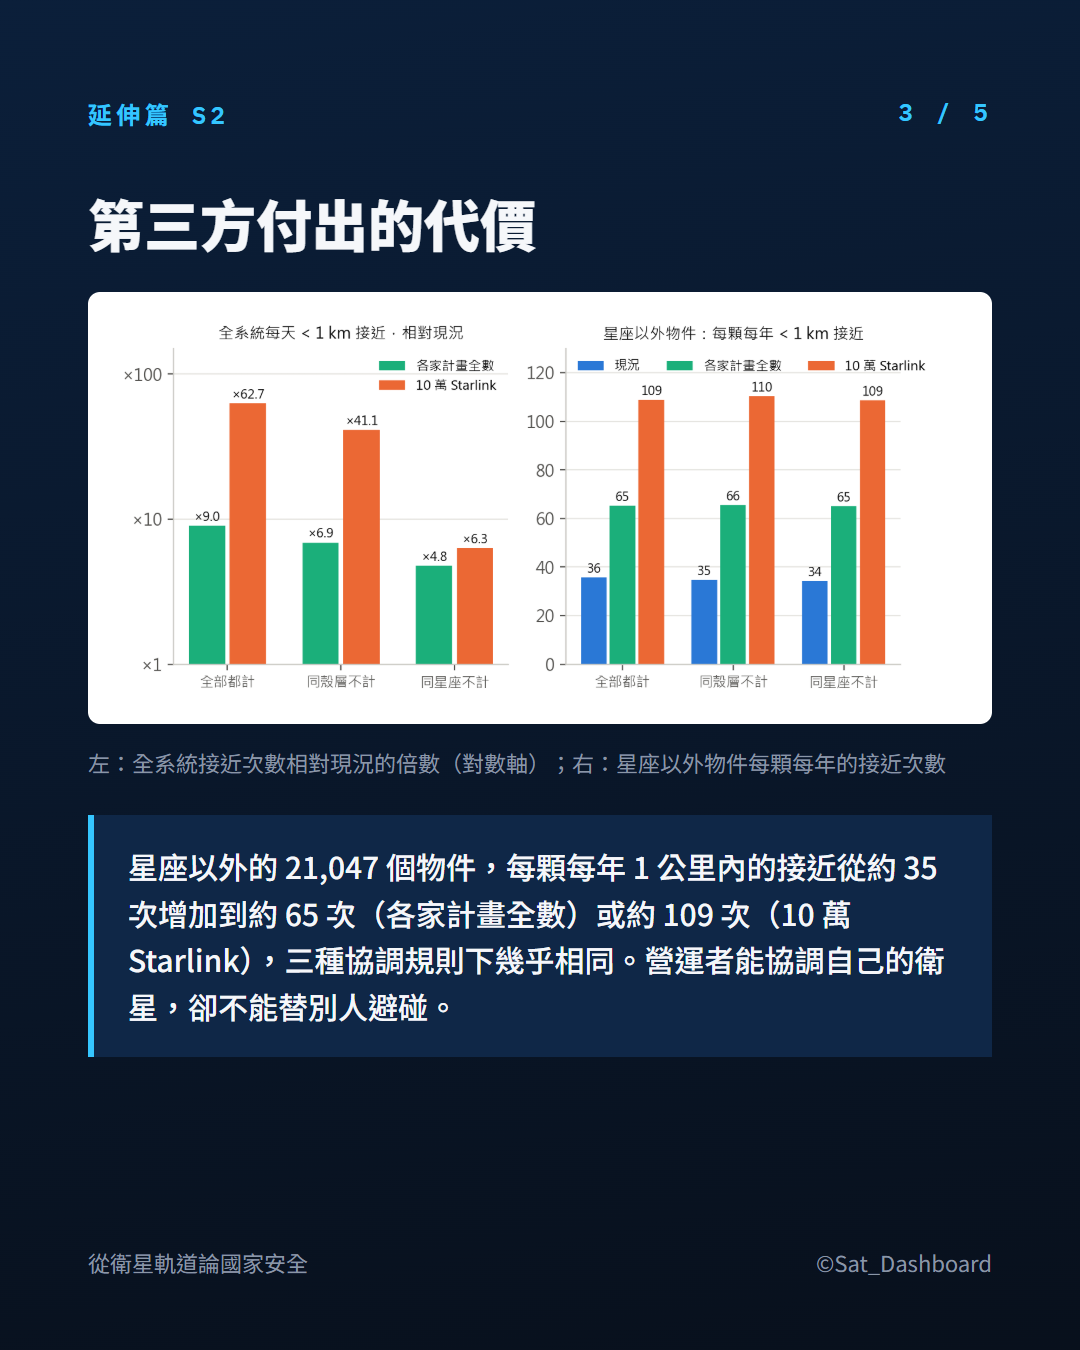 延伸篇 S2
3 / 5
第三方付出的代價
全系統每天 < 1 km 接近 · 相對現況
各家計畫全數
10 萬 Starlink
×100
×10
×1
×9.0
×62.7
×6.9
×41.1
×4.8
×6.3
全部都計
同殼層不計
同星座不計
星座以外物件：每顆每年 < 1 km 接近
現況
各家計畫全數
10 萬 Starlink
120
100
80
60
40
20
0
36
65
109
35
66
110
34
65
109
全部都計
同殼層不計
同星座不計
左：全系統接近次數相對現況的倍數（對數軸）；右：星座以外物件每顆每年的接近次數
星座以外的 21,047 個物件，每顆每年 1 公里內的接近從約 35
次增加到約 65 次（各家計畫全數）或約 109 次（10 萬
Starlink），三種協調規則下幾乎相同。營運者能協調自己的衛
星，卻不能替別人避碰。
從衛星軌道論國家安全
©Sat_Dashboard